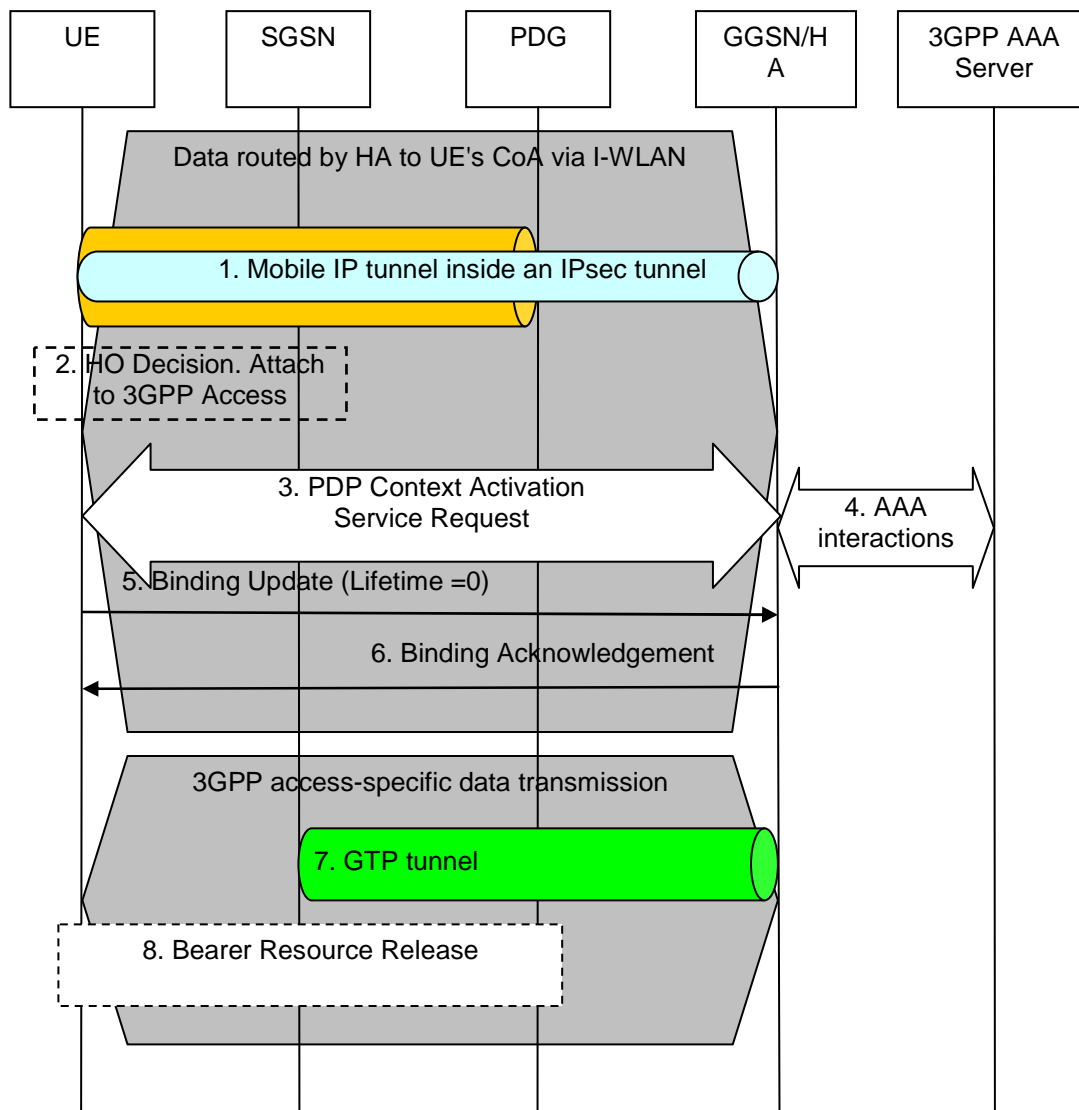 UE
SGSN
PDG
GGSN/H
A
3GPP AAA
Server
Data routed by HA to UE's CoA via I-WLAN
1. Mobile IP tunnel inside an IPsec tunnel
2. HO Decision. Attach
to 3GPP Access
3. PDP Context Activation
Service Request
4. AAA
interactions
5. Binding Update (Lifetime =0)
6. Binding Acknowledgement
3GPP access-specific data transmission
7. GTP tunnel
8. Bearer Resource Release